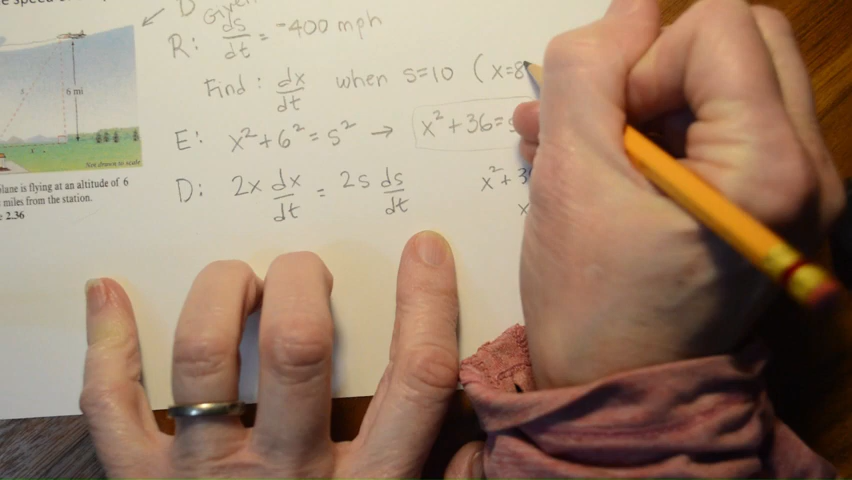 D
Given
R: ds/dt = -400 mph
Find: dx/dt when s=10 (x=8
E: x² + 6² = s² → x² + 36 = s
D: 2x dx/dt = 2s ds/dt
x² + 3
x
s
6 mi
Not drawn to scale
plane is flying at an altitude of 6
miles from the station.
2.36